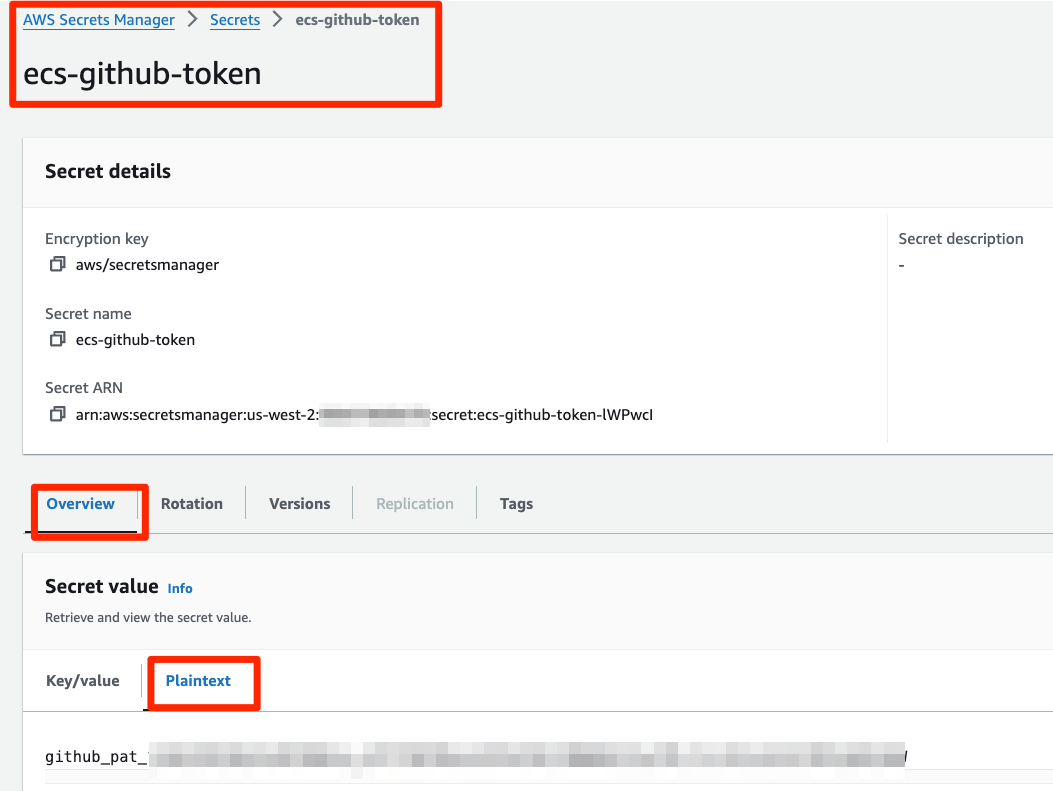 AWS Secrets Manager > Secrets > ecs-github-token
ecs-github-token
Secret details
Encryption key
aws/secretsmanager
Secret description
-
Secret name
ecs-github-token
Secret ARN
arn:aws:secretsmanager:us-west-2: :secret:ecs-github-token-lWPwcI
Overview Rotation Versions Replication Tags
Secret value Info
Retrieve and view the secret value.
Key/value Plaintext
github_pat_